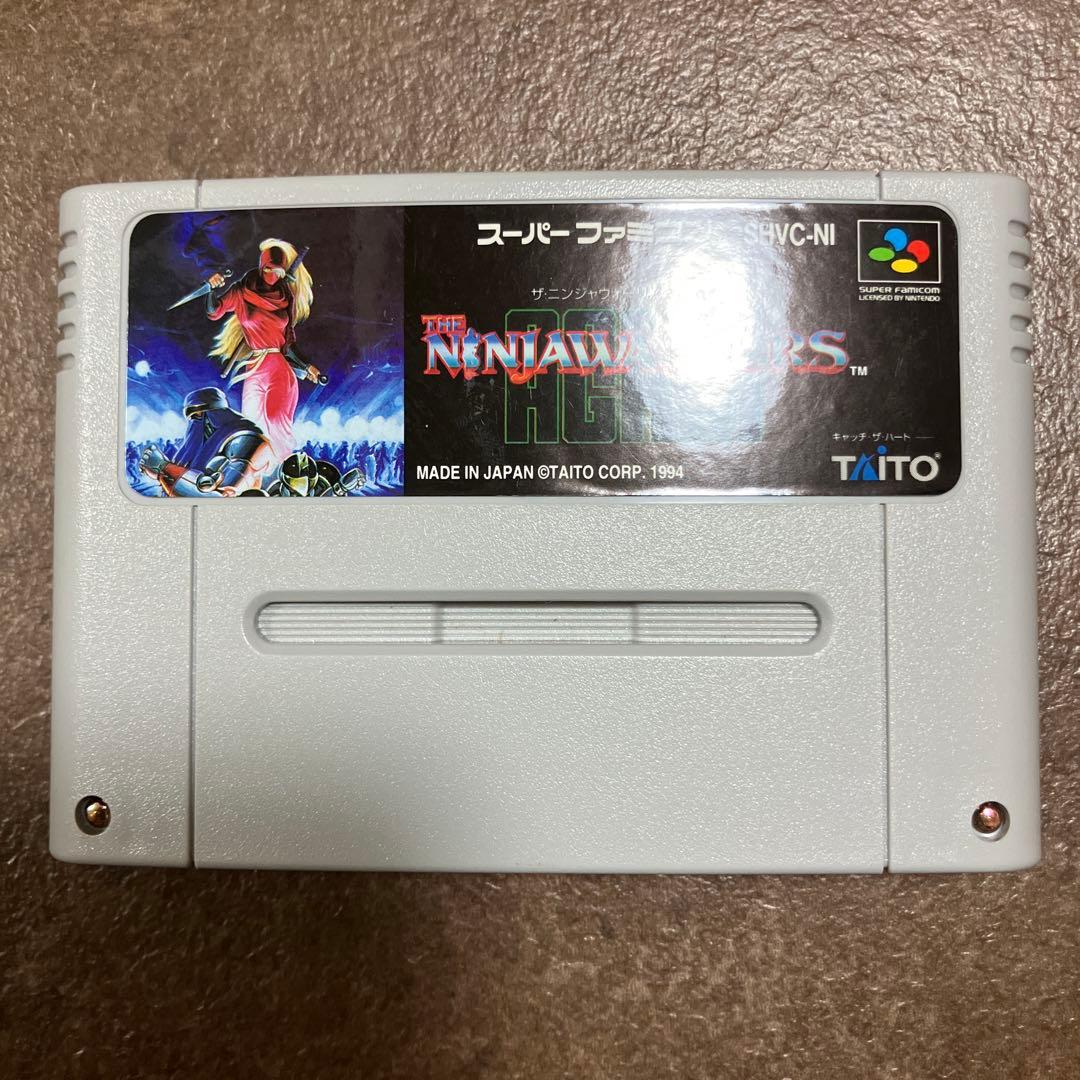 スーパーファミコン SHVC-NI
SUPER FAMICOM
LICENSED BY NINTENDO
THE
NINJAWARRIORS ™
AGAIN
キャッチ・ザ・ハート
TAITO®
MADE IN JAPAN ©TAITO CORP. 1994